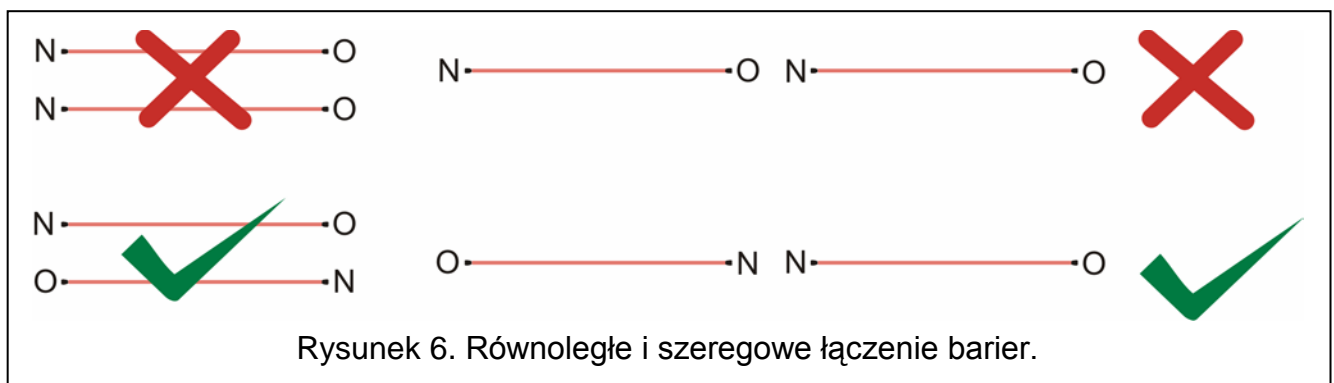 N O
N O
N O N O
N O
O N
O N N O
Rysunek 6. Równoległe i szeregowe łączenie barier.